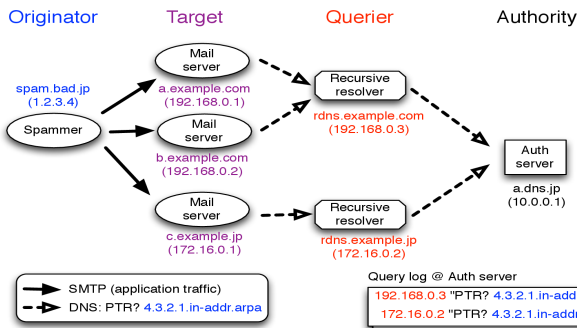 Originator Target Querier Authority
Mail
server
spam.bad.jp
(1.2.3.4)
a.example.com
(192.168.0.1)
Recursive
resolver
rdns.example.com
(192.168.0.3)
Spammer
Mail
server
b.example.com
(192.168.0.2)
Auth
server
a.dns.jp
(10.0.0.1)
Mail
server
c.example.jp
(172.16.0.1)
Recursive
resolver
rdns.example.jp
(172.16.0.2)
SMTP (application traffic)
DNS: PTR? 4.3.2.1.in-addr.arpa
Query log @ Auth server
192.168.0.3 "PTR? 4.3.2.1.in-add
172.16.0.2 "PTR? 4.3.2.1.in-addr